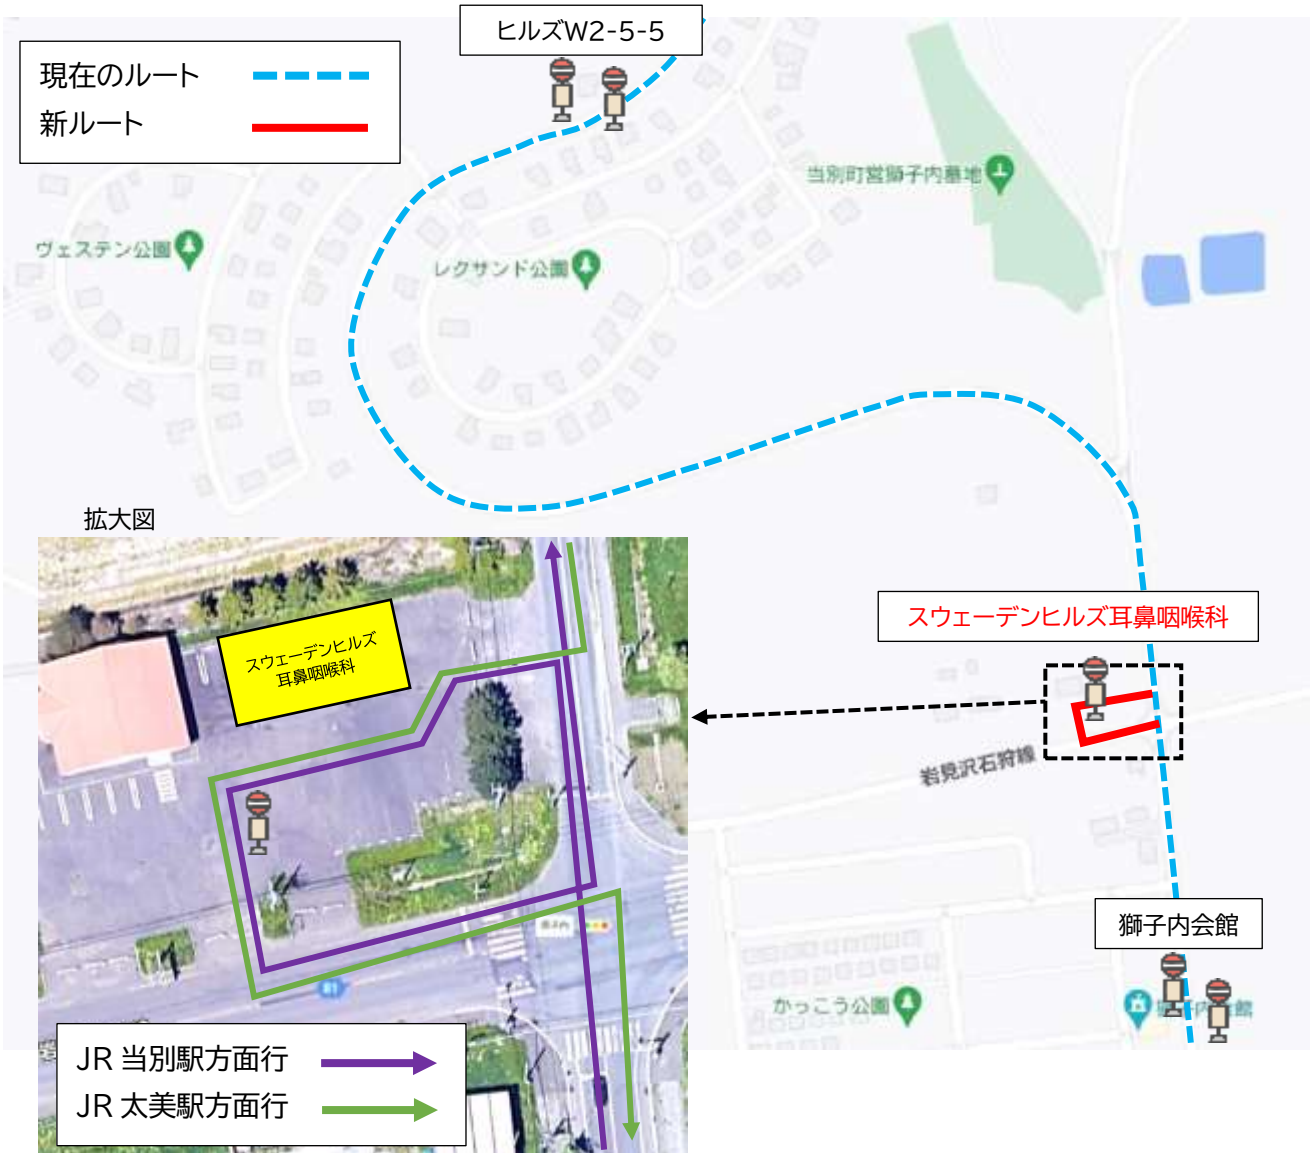 ヒルズW2-5-5
現在のルート
新ルート
当別町営獅子内墓地
ヴェステン公園
レクサンド公園
拡大図
スウェーデンヒルズ耳鼻咽喉科
スウェーデンヒルズ
耳鼻咽喉科
岩見沢石狩線
獅子内会館
かっこう公園
81
JR 当別駅方面行
JR 太美駅方面行